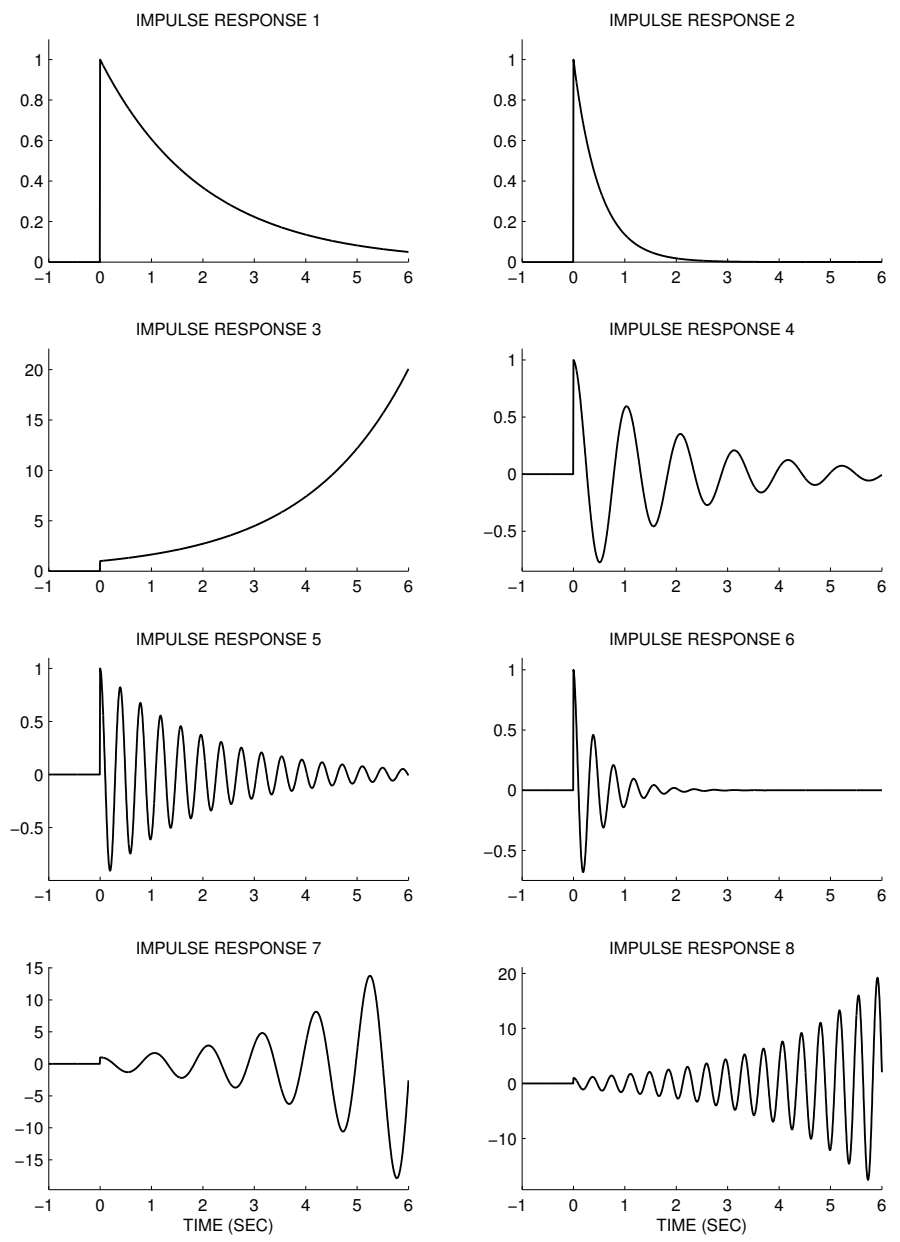 IMPULSE RESPONSE 1
1
0.8
0.6
0.4
0.2
0
−1 0 1 2 3 4 5 6
IMPULSE RESPONSE 2
1
0.8
0.6
0.4
0.2
0
−1 0 1 2 3 4 5 6
IMPULSE RESPONSE 3
20
15
10
5
0
−1 0 1 2 3 4 5 6
IMPULSE RESPONSE 4
1
0.5
0
−0.5
−1 0 1 2 3 4 5 6
IMPULSE RESPONSE 5
1
0.5
0
−0.5
−1 0 1 2 3 4 5 6
IMPULSE RESPONSE 6
1
0.5
0
−0.5
−1 0 1 2 3 4 5 6
IMPULSE RESPONSE 7
15
10
5
0
−5
−10
−15
−1 0 1 2 3 4 5 6
TIME (SEC)
IMPULSE RESPONSE 8
20
10
0
−10
−1 0 1 2 3 4 5 6
TIME (SEC)